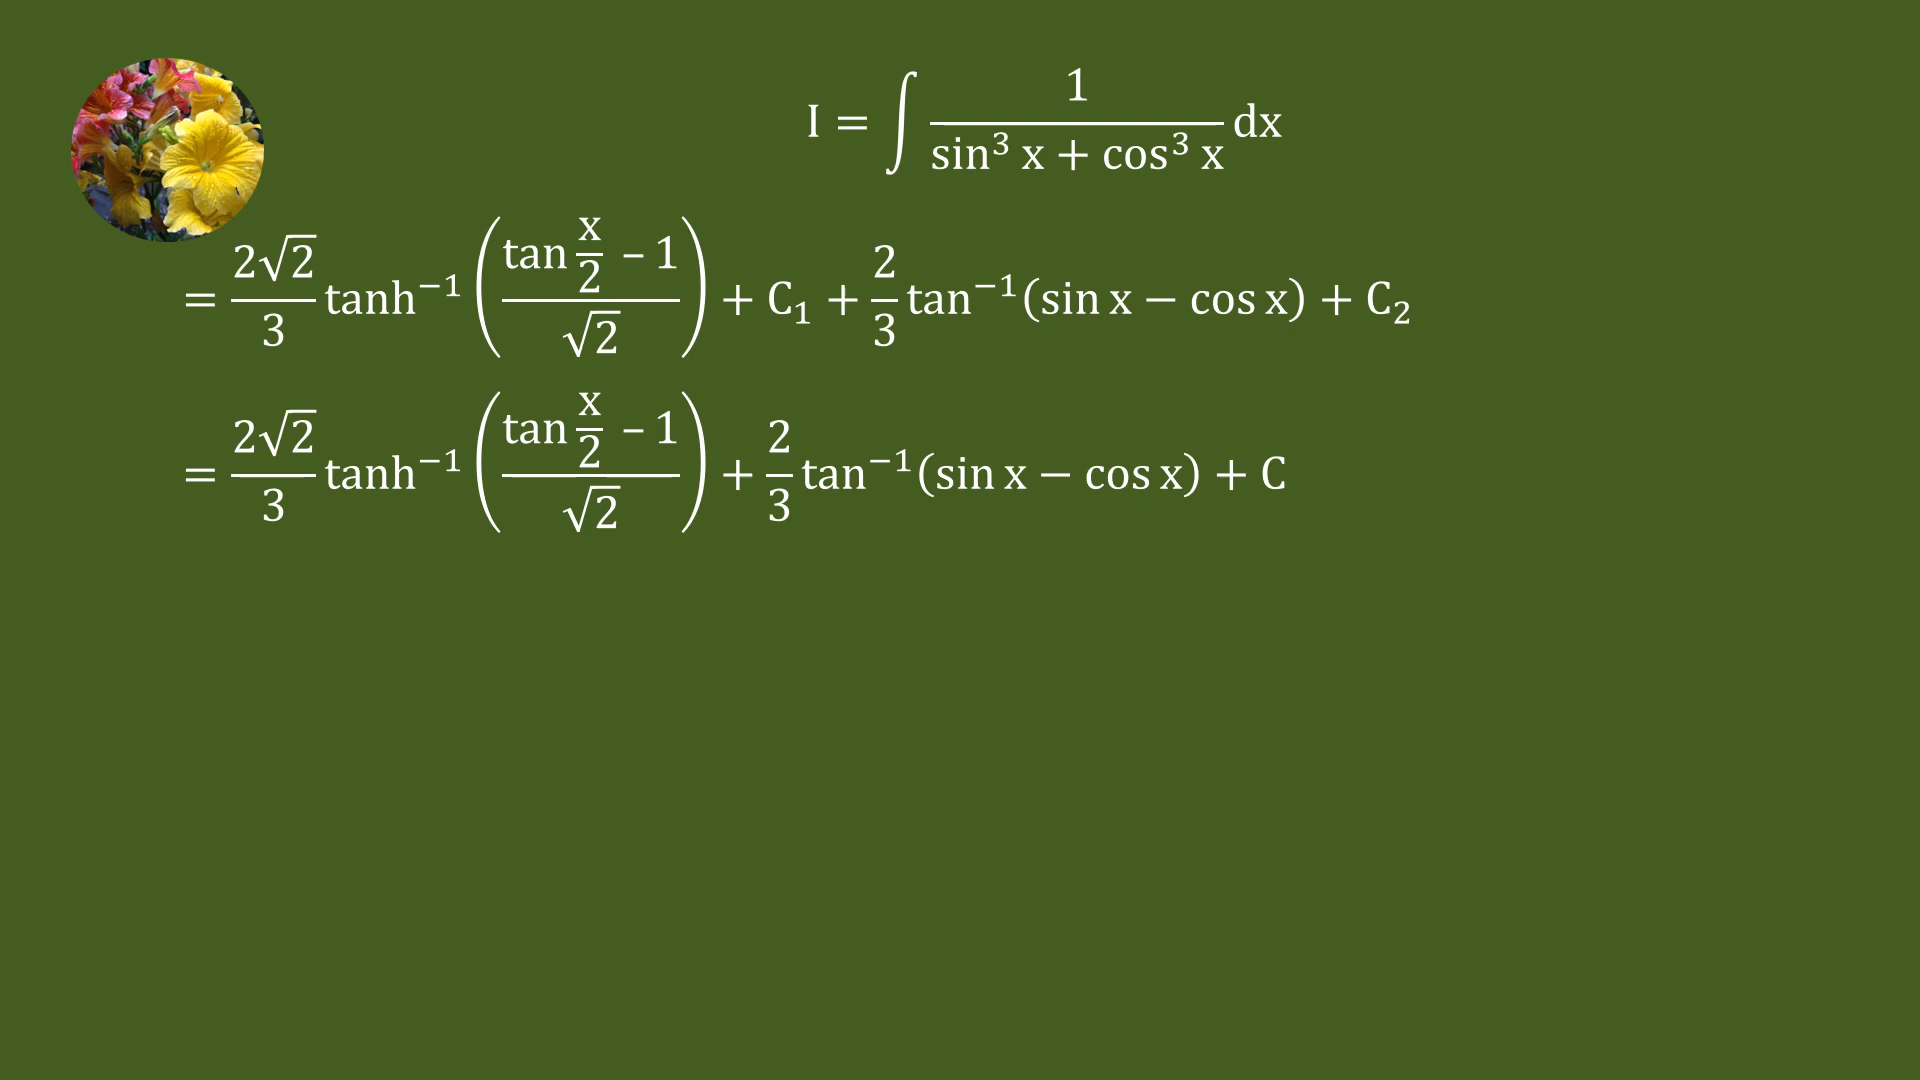 I = ∫ 1/(sin³ x + cos³ x) dx
= 2√2/3 tanh⁻¹((tan x/2 − 1)/√2) + C₁ + 2/3 tan⁻¹(sin x − cos x) + C₂
= 2√2/3 tanh⁻¹((tan x/2 − 1)/√2) + 2/3 tan⁻¹(sin x − cos x) + C